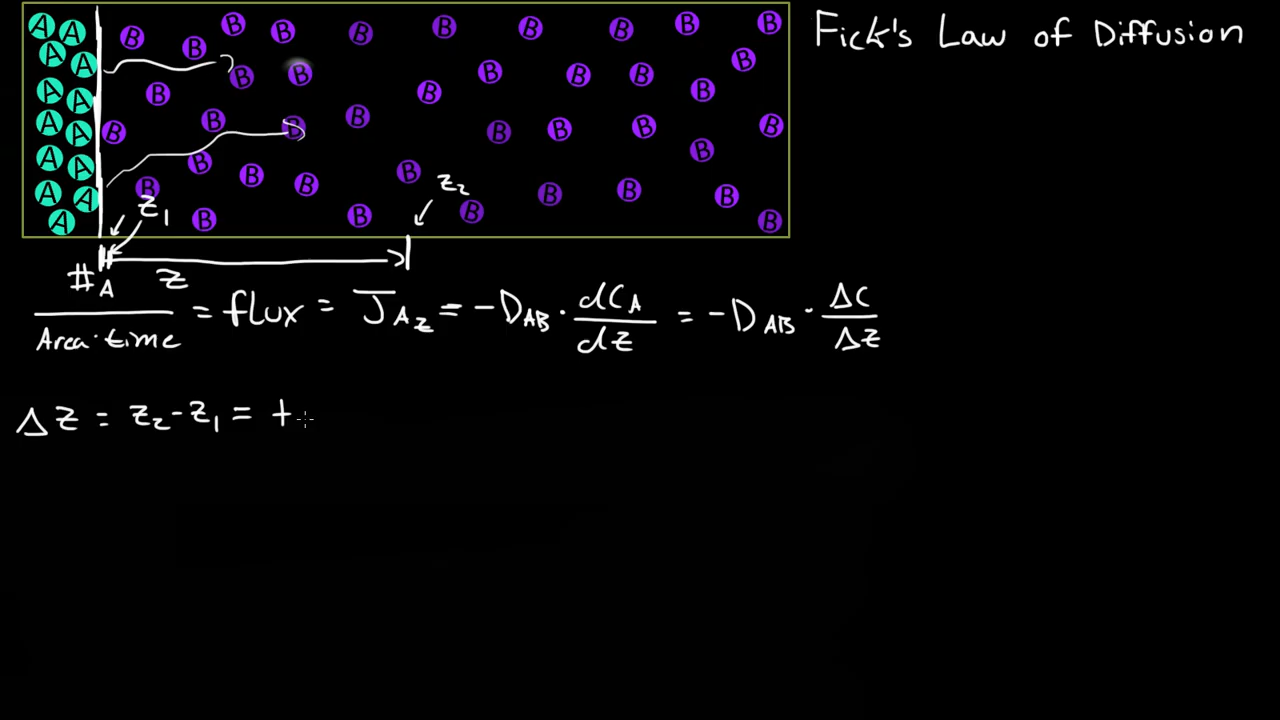 Fick's Law of Diffusion
A A B B B B B B B B B B B
A A B B B B B B B
A A B B B
A A B B B B B B B B B
A A B B B B B B z₂ B B B B
A A B z₁ B B B B
A
#A z
#A / Area·time = flux = J_Az = -D_AB · dC_A / dz = -D_AB · ΔC / Δz
Δz = z₂ - z₁ = +